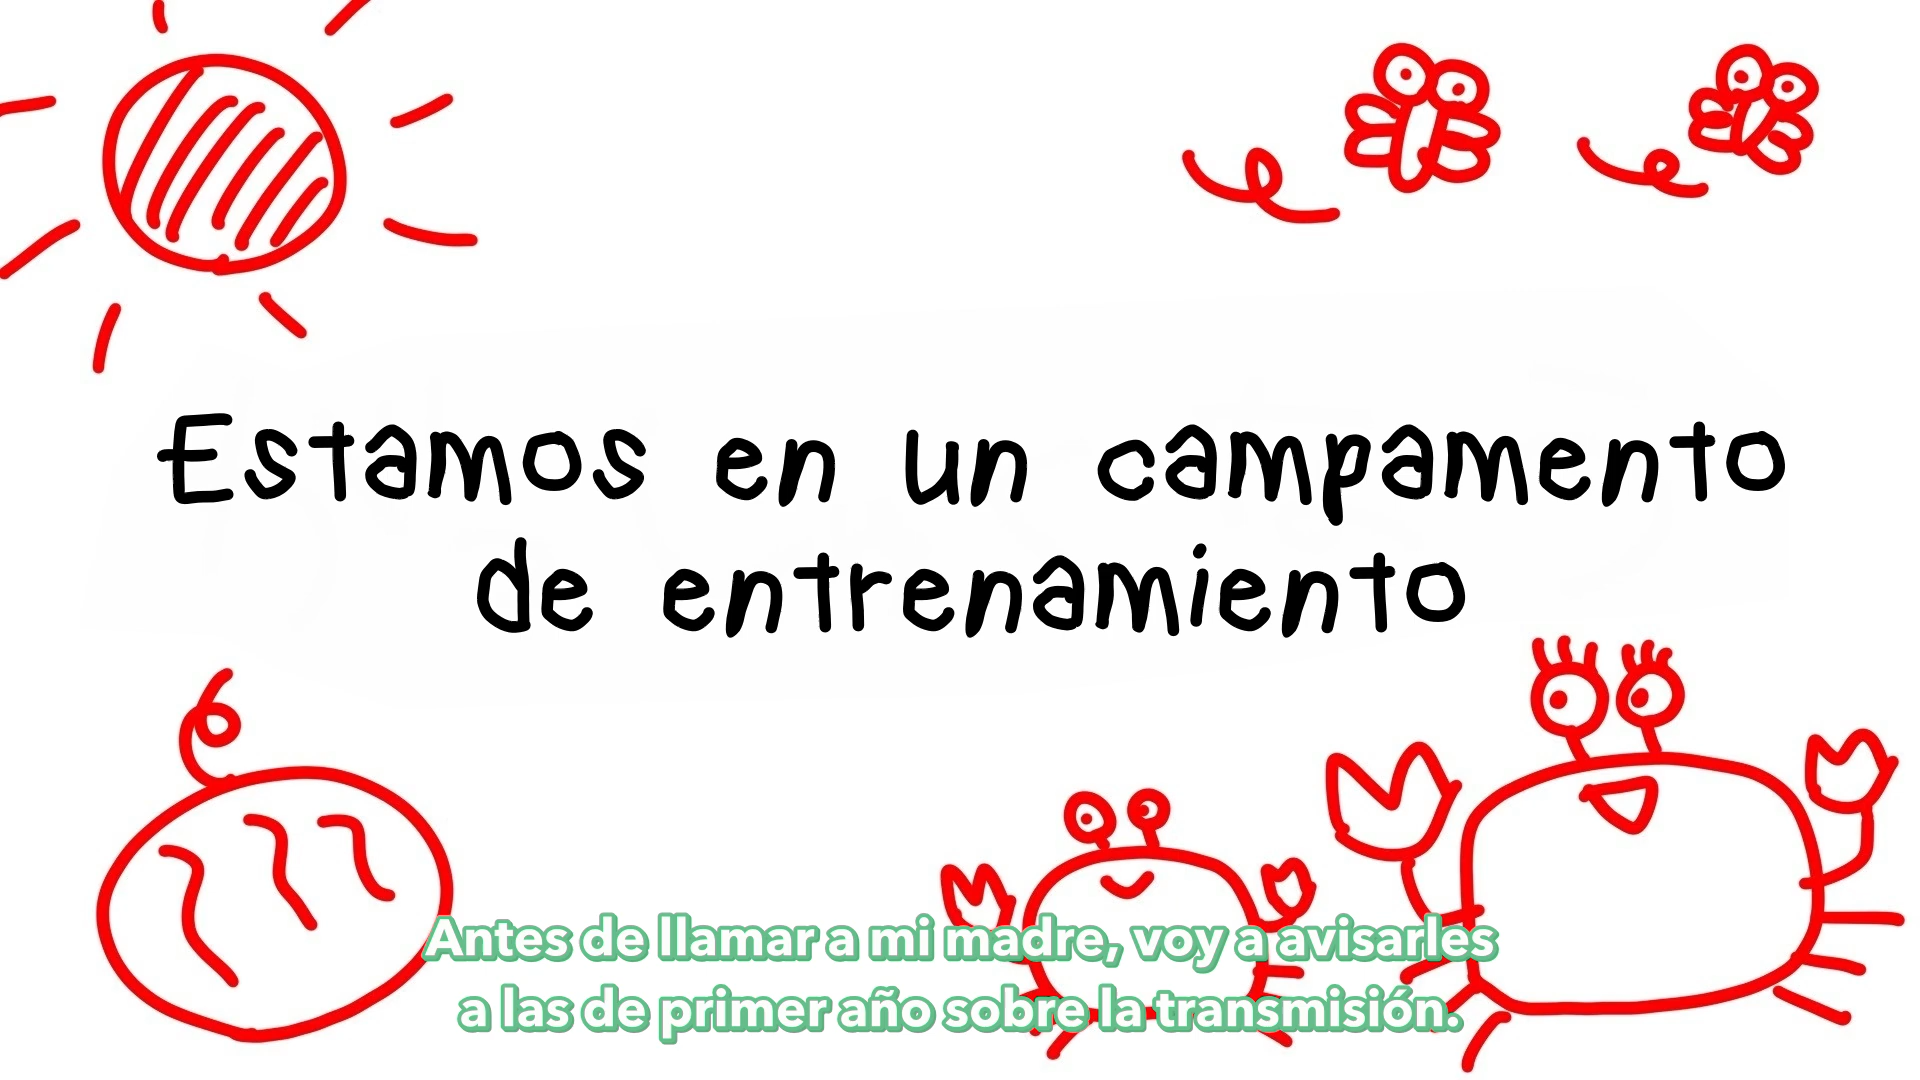 Estamos en un campamento
de entrenamiento
Antes de llamar a mi madre, voy a avisarles
a las de primer año sobre la transmisión.